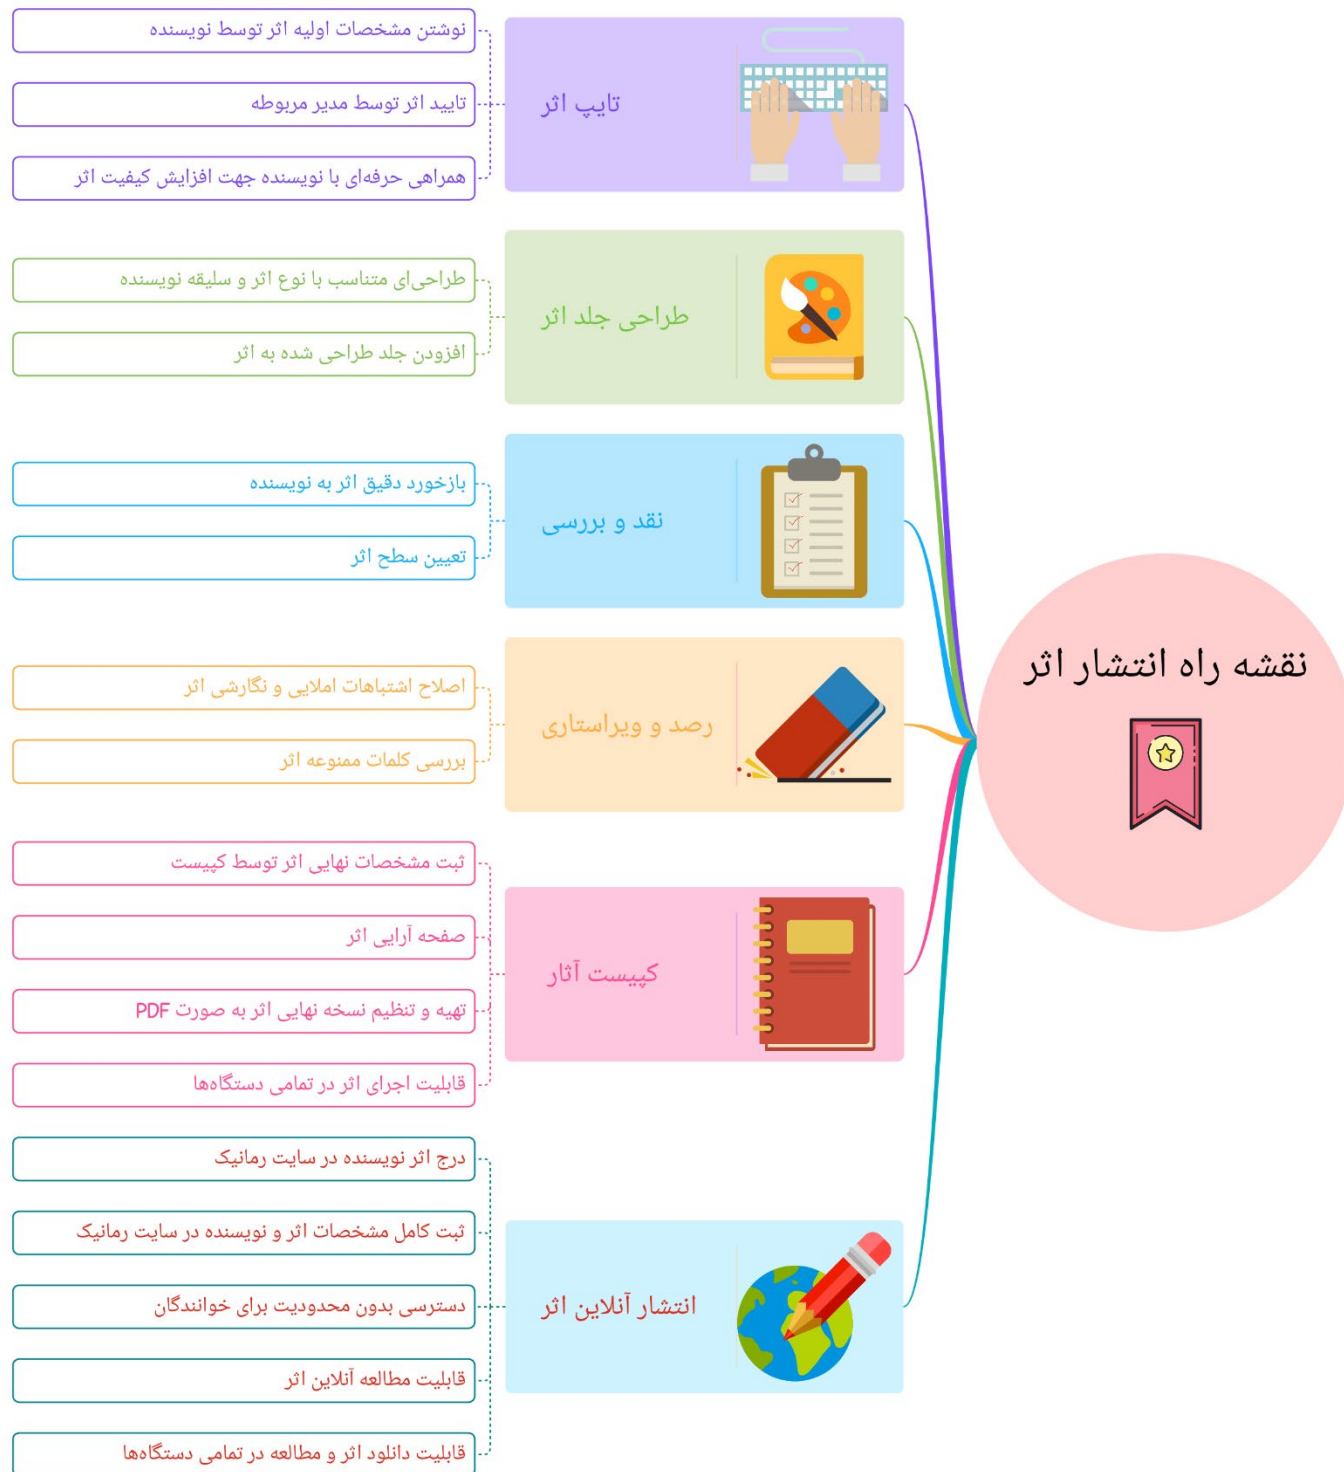 نقشه راه انتشار اثر
تایپ اثر
نوشتن مشخصات اولیه اثر توسط نویسنده
تایید اثر توسط مدیر مربوطه
همراهی حرفه‌ای با نویسنده جهت افزایش کیفیت اثر
طراحی جلد اثر
طراحی‌ای متناسب با نوع اثر و سلیقه نویسنده
افزودن جلد طراحی شده به اثر
نقد و بررسی
بازخورد دقیق اثر به نویسنده
تعیین سطح اثر
رصد و ویراستاری
اصلاح اشتباهات املایی و نگارشی اثر
بررسی کلمات ممنوعه اثر
کپیست آثار
ثبت مشخصات نهایی اثر توسط کپیست
صفحه آرایی اثر
تهیه و تنظیم نسخه نهایی اثر به صورت PDF
قابلیت اجرای اثر در تمامی دستگاه‌ها
انتشار آنلاین اثر
درج اثر نویسنده در سایت رمانیک
ثبت کامل مشخصات اثر و نویسنده در سایت رمانیک
دسترسی بدون محدودیت برای خوانندگان
قابلیت مطالعه آنلاین اثر
قابلیت دانلود اثر و مطالعه در تمامی دستگاه‌ها